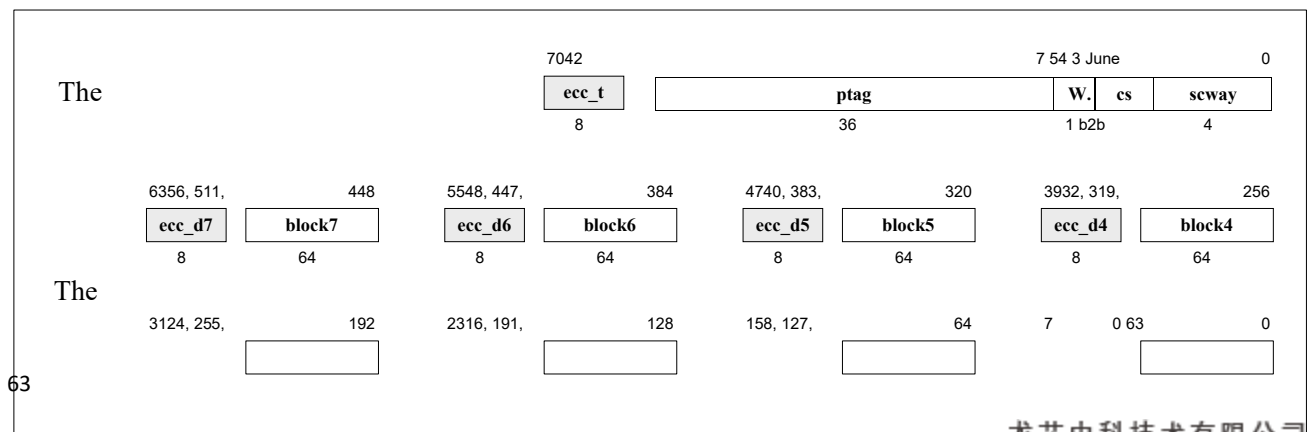 7042 7 54 3 June 0
The ecc_t ptag W. cs scway
8 36 1 b2b 4
6356, 511, 448 5548, 447, 384 4740, 383, 320 3932, 319, 256
ecc_d7 block7 ecc_d6 block6 ecc_d5 block5 ecc_d4 block4
8 64 8 64 8 64 8 64
The
3124, 255, 192 2316, 191, 128 158, 127, 64 7 0 63 0
63